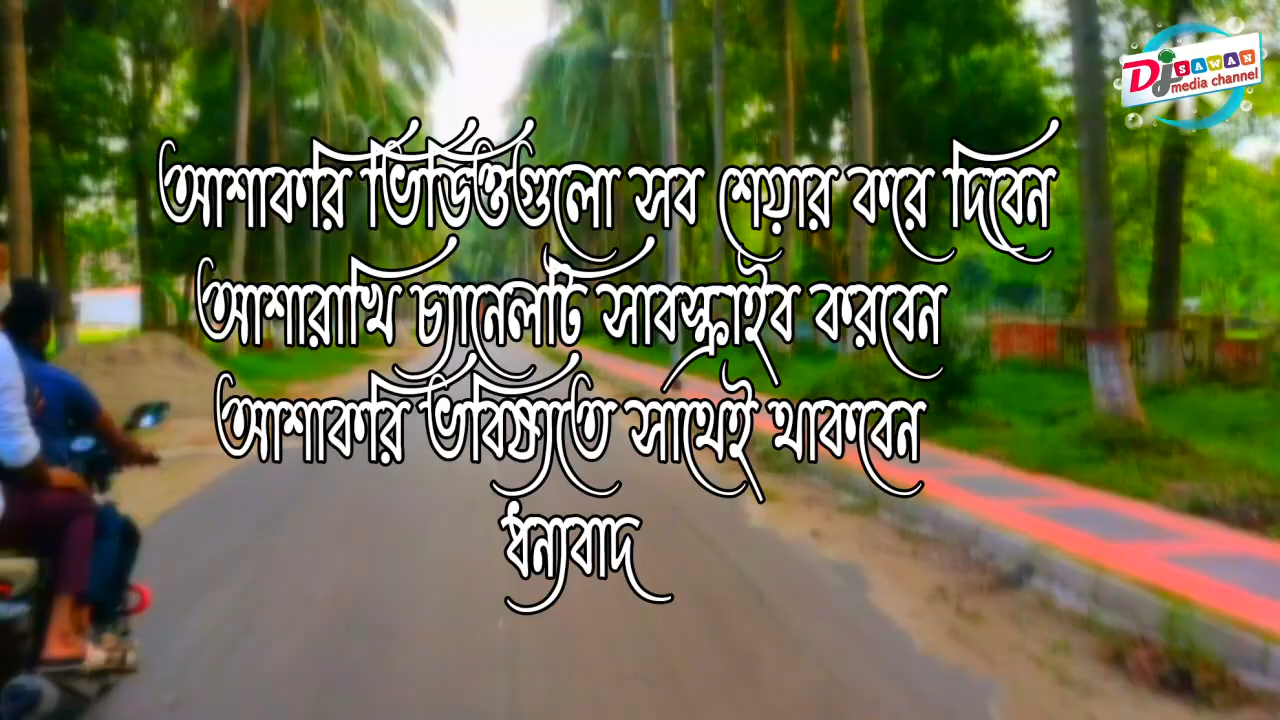 আশাকরি ভির্ডিওগুলো সব শেয়ার করে দিবেন
আশারাখি চ্যানেলটি সাবস্ক্রাইব করবেন
আশাকরি ভবিষ্যতে সাথেই থাকবেন
ধন্যবাদ
Dj SAWAN
media channel